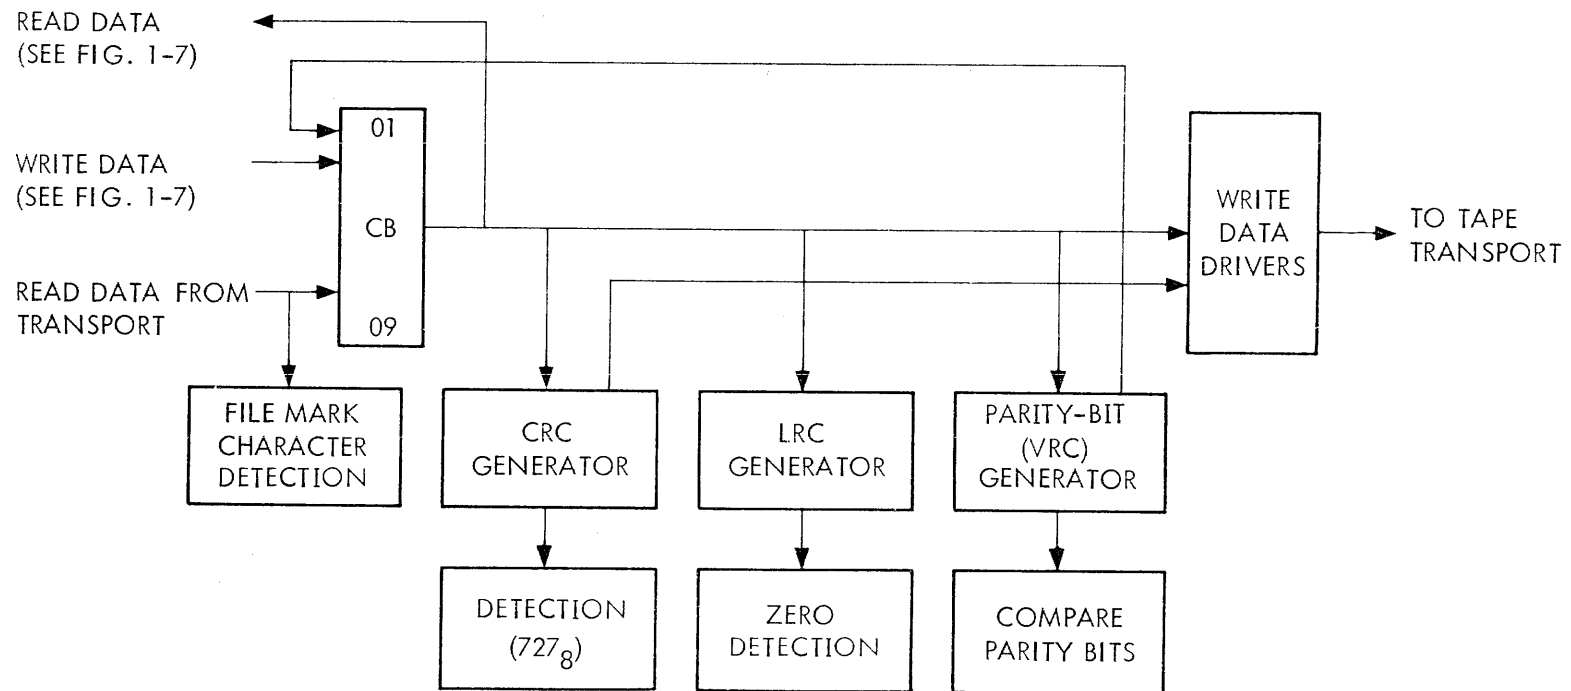 READ DATA
(SEE FIG. 1-7)
WRITE DATA
(SEE FIG. 1-7)
READ DATA FROM
TRANSPORT
01
CB
09
WRITE
DATA
DRIVERS
TO TAPE
TRANSPORT
FILE MARK
CHARACTER
DETECTION
CRC
GENERATOR
LRC
GENERATOR
PARITY-BIT
(VRC)
GENERATOR
DETECTION
(727₈)
ZERO
DETECTION
COMPARE
PARITY BITS